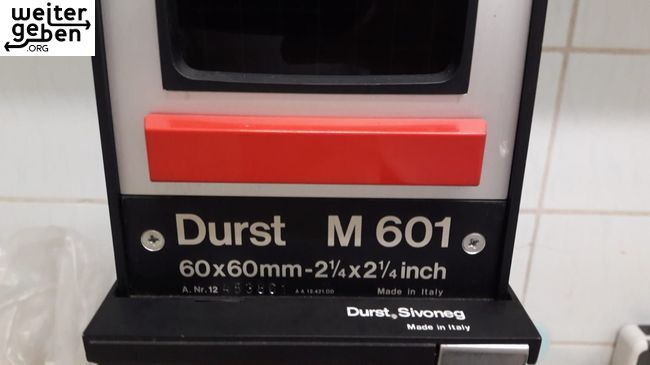 weiter
geben
.ORG
Durst M 601
60x60mm-2¼x2¼inch
A. Nr. 12 Made in Italy
Durst Sivoneg
Made in Italy